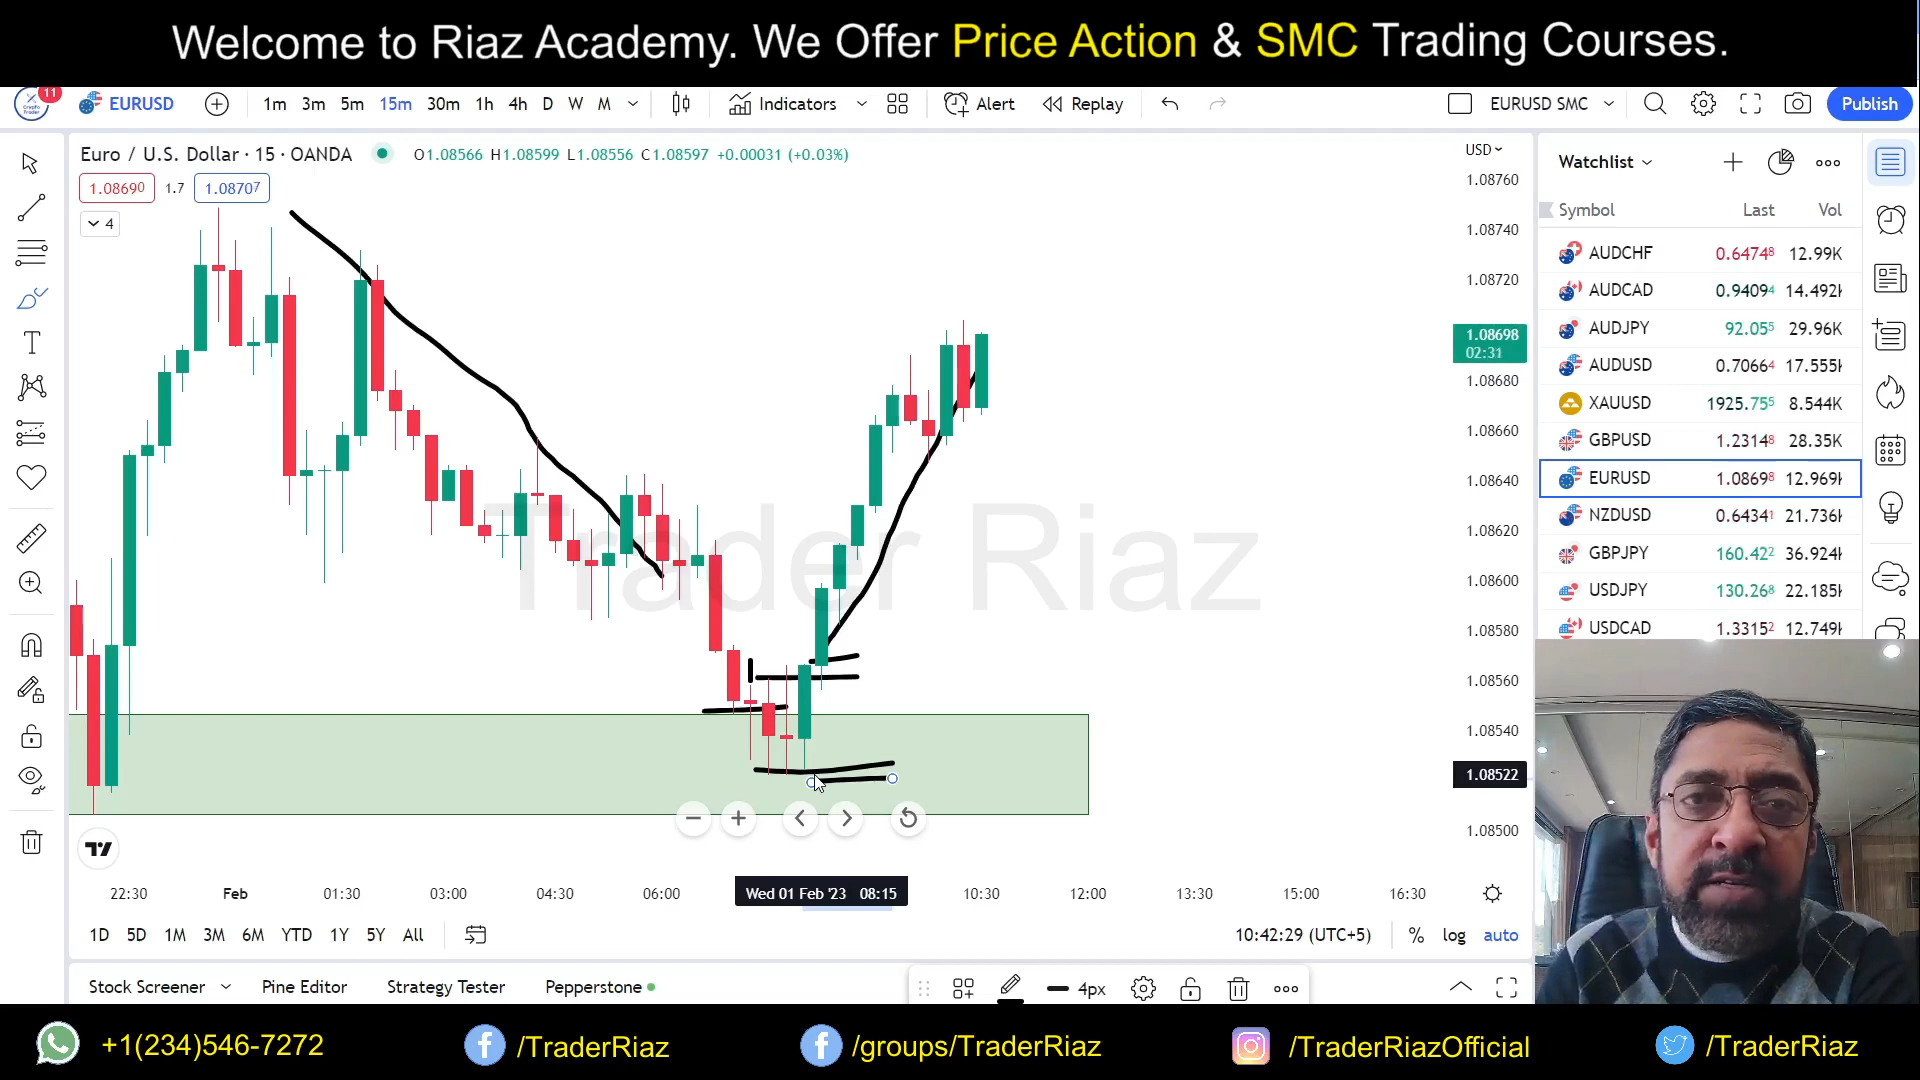 Welcome to Riaz Academy. We Offer Price Action & SMC Trading Courses.
11
EURUSD 1m 3m 5m 15m 30m 1h 4h D W M Indicators Alert Replay EURUSD SMC Publish
Euro / U.S. Dollar · 15 · OANDA O1.08566 H1.08599 L1.08556 C1.08597 +0.00031 (+0.03%)
1.08690 1.7 1.08707
4
USD
1.08760
1.08740
1.08720
1.08698
02:31
1.08680
1.08660
1.08640
1.08620
1.08600
1.08580
1.08560
1.08540
1.08522
1.08500
Trader Riaz
22:30 Feb 01:30 03:00 04:30 06:00 Wed 01 Feb '23 08:15 10:30 12:00 13:30 15:00 16:30
1D 5D 1M 3M 6M YTD 1Y 5Y All 10:42:29 (UTC+5) % log auto
Stock Screener Pine Editor Strategy Tester Pepperstone 4px
Watchlist
Symbol Last Vol
AUDCHF 0.64748 12.99K
AUDCAD 0.94094 14.492
AUDJPY 92.055 29.96K
AUDUSD 0.70664 17.555
XAUUSD 1925.755 8.544K
GBPUSD 1.23148 28.35K
EURUSD 1.08698 12.969
NZDUSD 0.64341 21.736
GBPJPY 160.422 36.924
USDJPY 130.268 22.185
USDCAD 1.33152 12.749
+1(234)546-7272 /TraderRiaz /groups/TraderRiaz /TraderRiazOfficial /TraderRiaz